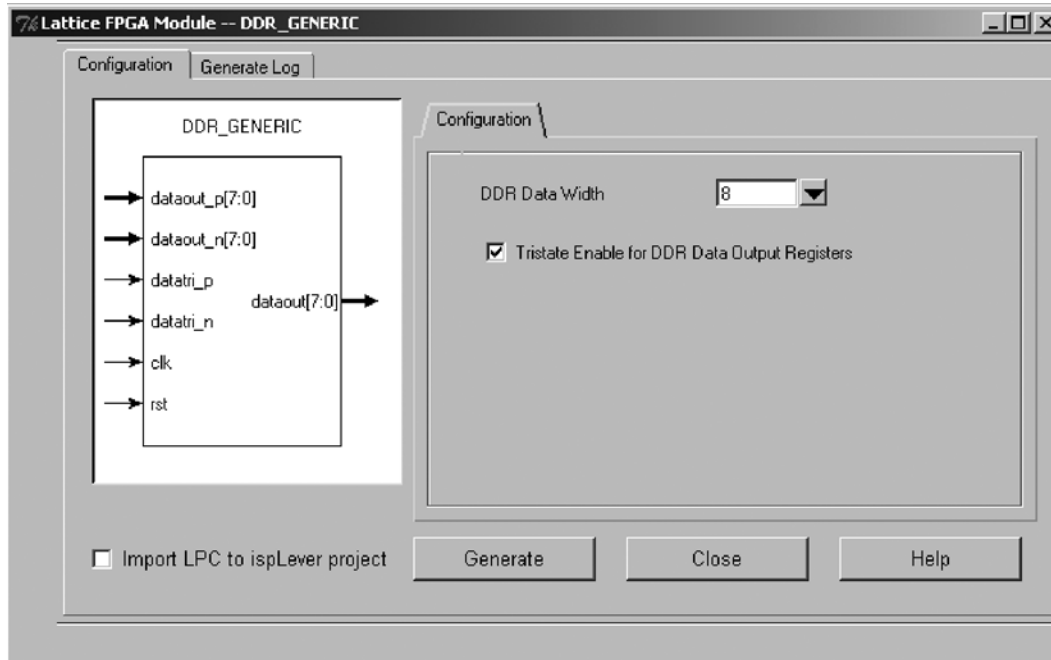 Lattice FPGA Module -- DDR_GENERIC
Configuration
Generate Log
DDR_GENERIC
dataout_p[7:0]
dataout_n[7:0]
datatri_p
dataout[7:0]
datatri_n
clk
rst
Configuration
DDR Data Width
8
Tristate Enable for DDR Data Output Registers
Import LPC to ispLever project
Generate
Close
Help